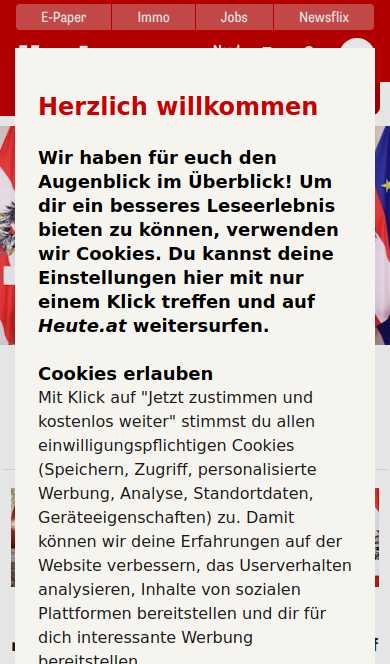 E-Paper
Immo
Jobs
Newsflix
Herzlich willkommen
Wir haben für euch den
Augenblick im Überblick! Um
dir ein besseres Leseerlebnis
bieten zu können, verwenden
wir Cookies. Du kannst deine
Einstellungen hier mit nur
einem Klick treffen und auf
Heute.at weitersurfen.
Cookies erlauben
Mit Klick auf "Jetzt zustimmen und
kostenlos weiter" stimmst du allen
einwilligungspflichtigen Cookies
(Speichern, Zugriff, personalisierte
Werbung, Analyse, Standortdaten,
Geräteeigenschaften) zu. Damit
können wir deine Erfahrungen auf der
Website verbessern, das Userverhalten
analysieren, Inhalte von sozialen
Plattformen bereitstellen und dir für
dich interessante Werbung
bereitstellen